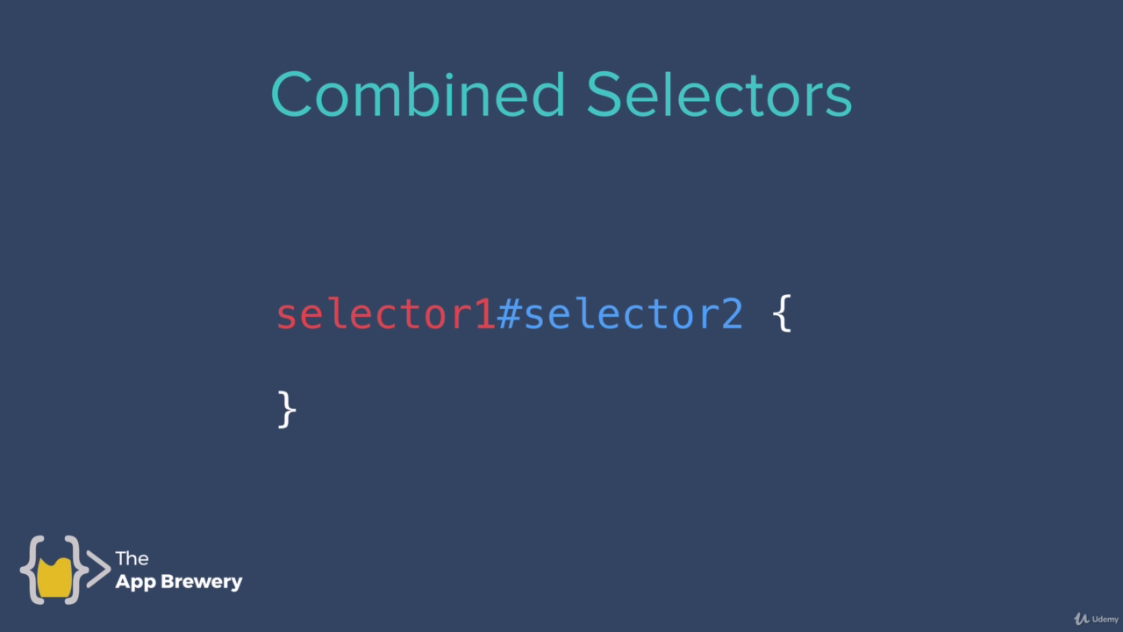 Combined Selectors
selector1#selector2 {
}
The
App Brewery
Udemy